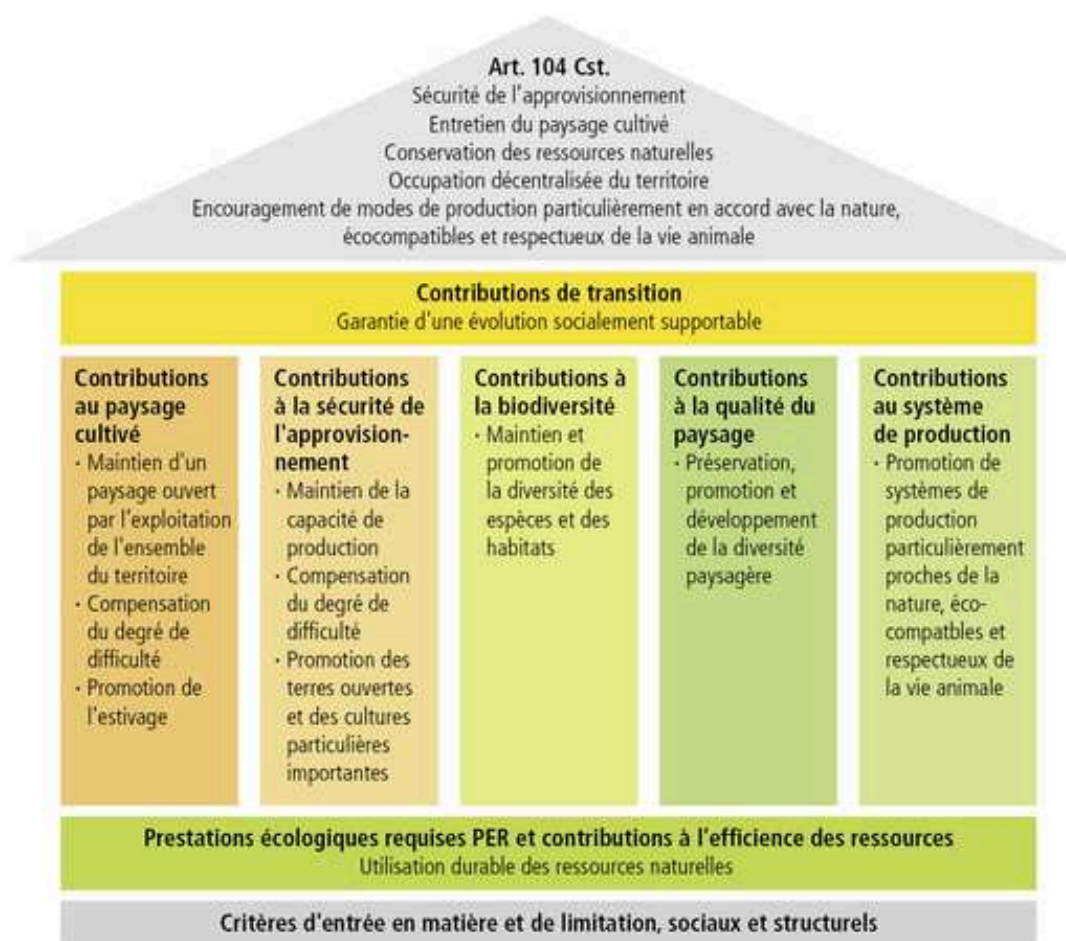 Art. 104 Cst.
Sécurité de l'approvisionnement
Entretien du paysage cultivé
Conservation des ressources naturelles
Occupation décentralisée du territoire
Encouragement de modes de production particulièrement en accord avec la nature,
écocompatibles et respectueux de la vie animale
Contributions de transition
Garantie d'une évolution socialement supportable
Contributions
au paysage
cultivé
· Maintien d'un
paysage ouvert
par l'exploitation
de l'ensemble
du territoire
· Compensation
du degré de
difficulté
· Promotion de
l'estivage
Contributions
à la sécurité de
l'approvision-
nement
· Maintien de la
capacité de
production
· Compensation
du degré de
difficulté
· Promotion des
terres ouvertes
et des cultures
particulières
importantes
Contributions à
la biodiversité
· Maintien et
promotion de
la diversité des
espèces et des
habitats
Contributions
à la qualité du
paysage
· Préservation,
promotion et
développement
de la diversité
paysagère
Contributions
au système
de production
· Promotion de
systèmes de
production
particulièrement
proches de la
nature, éco-
compatbles et
respectueux de
la vie animale
Prestations écologiques requises PER et contributions à l'efficience des ressources
Utilisation durable des ressources naturelles
Critères d'entrée en matière et de limitation, sociaux et structurels